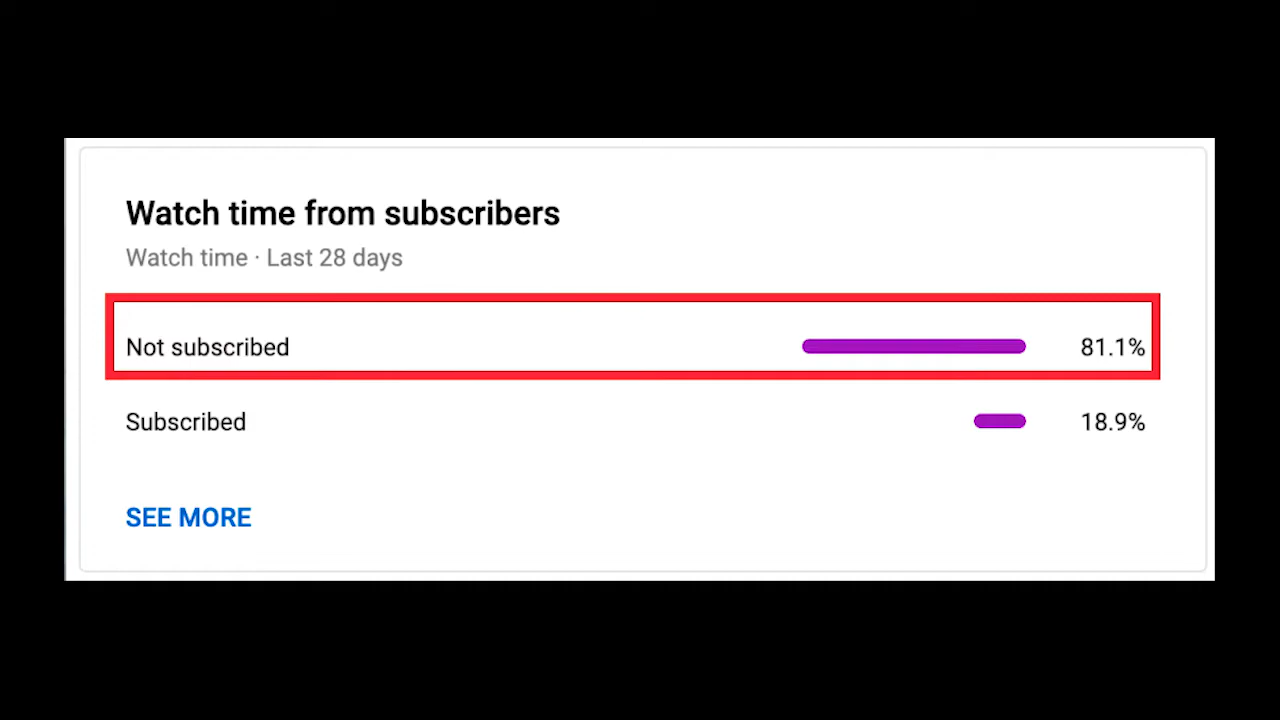 Watch time from subscribers
Watch time · Last 28 days
Not subscribed 81.1%
Subscribed 18.9%
SEE MORE